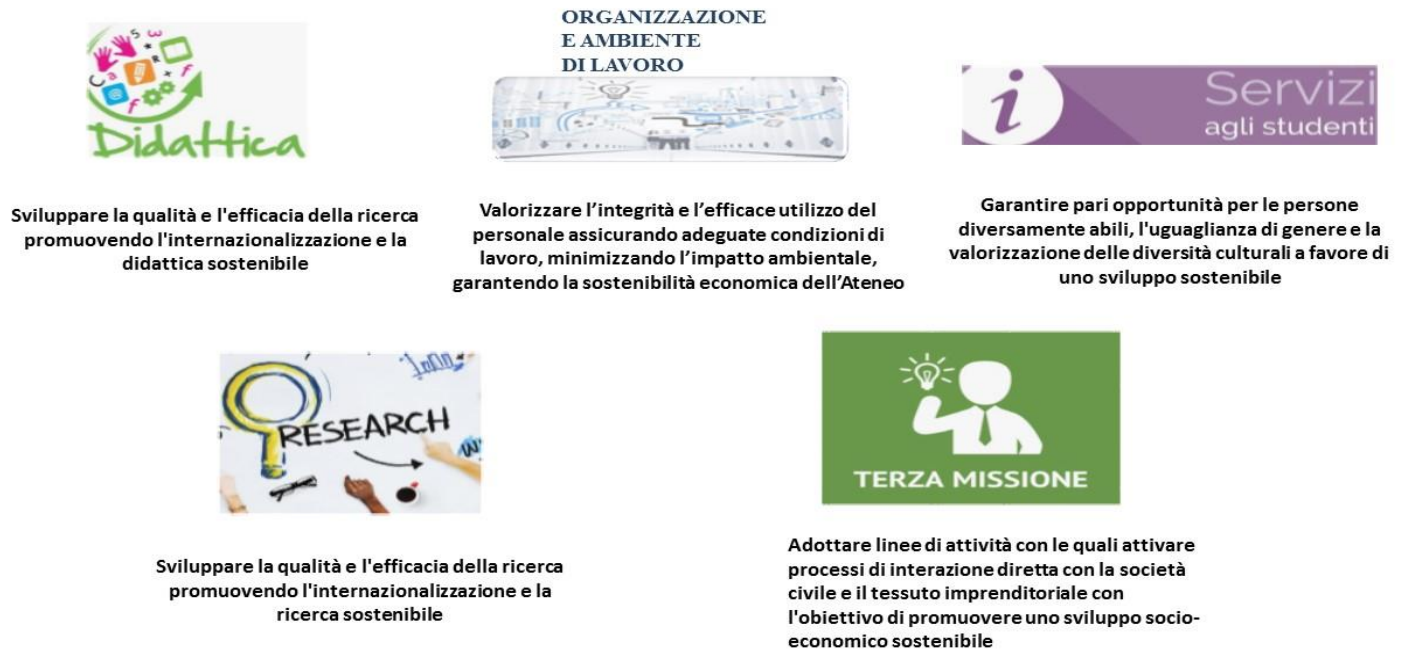 Didattica
Sviluppare la qualità e l'efficacia della ricerca
promuovendo l'internazionalizzazione e la
didattica sostenibile
ORGANIZZAZIONE
E AMBIENTE
DI LAVORO
Valorizzare l’integrità e l’efficace utilizzo del
personale assicurando adeguate condizioni di
lavoro, minimizzando l’impatto ambientale,
garantendo la sostenibilità economica dell’Ateneo
Servizi
agli studenti
Garantire pari opportunità per le persone
diversamente abili, l'uguaglianza di genere e la
valorizzazione delle diversità culturali a favore di
uno sviluppo sostenibile
RESEARCH
Sviluppare la qualità e l'efficacia della ricerca
promuovendo l'internazionalizzazione e la
ricerca sostenibile
TERZA MISSIONE
Adottare linee di attività con le quali attivare
processi di interazione diretta con la società
civile e il tessuto imprenditoriale con
l'obiettivo di promuovere uno sviluppo socio-
economico sostenibile